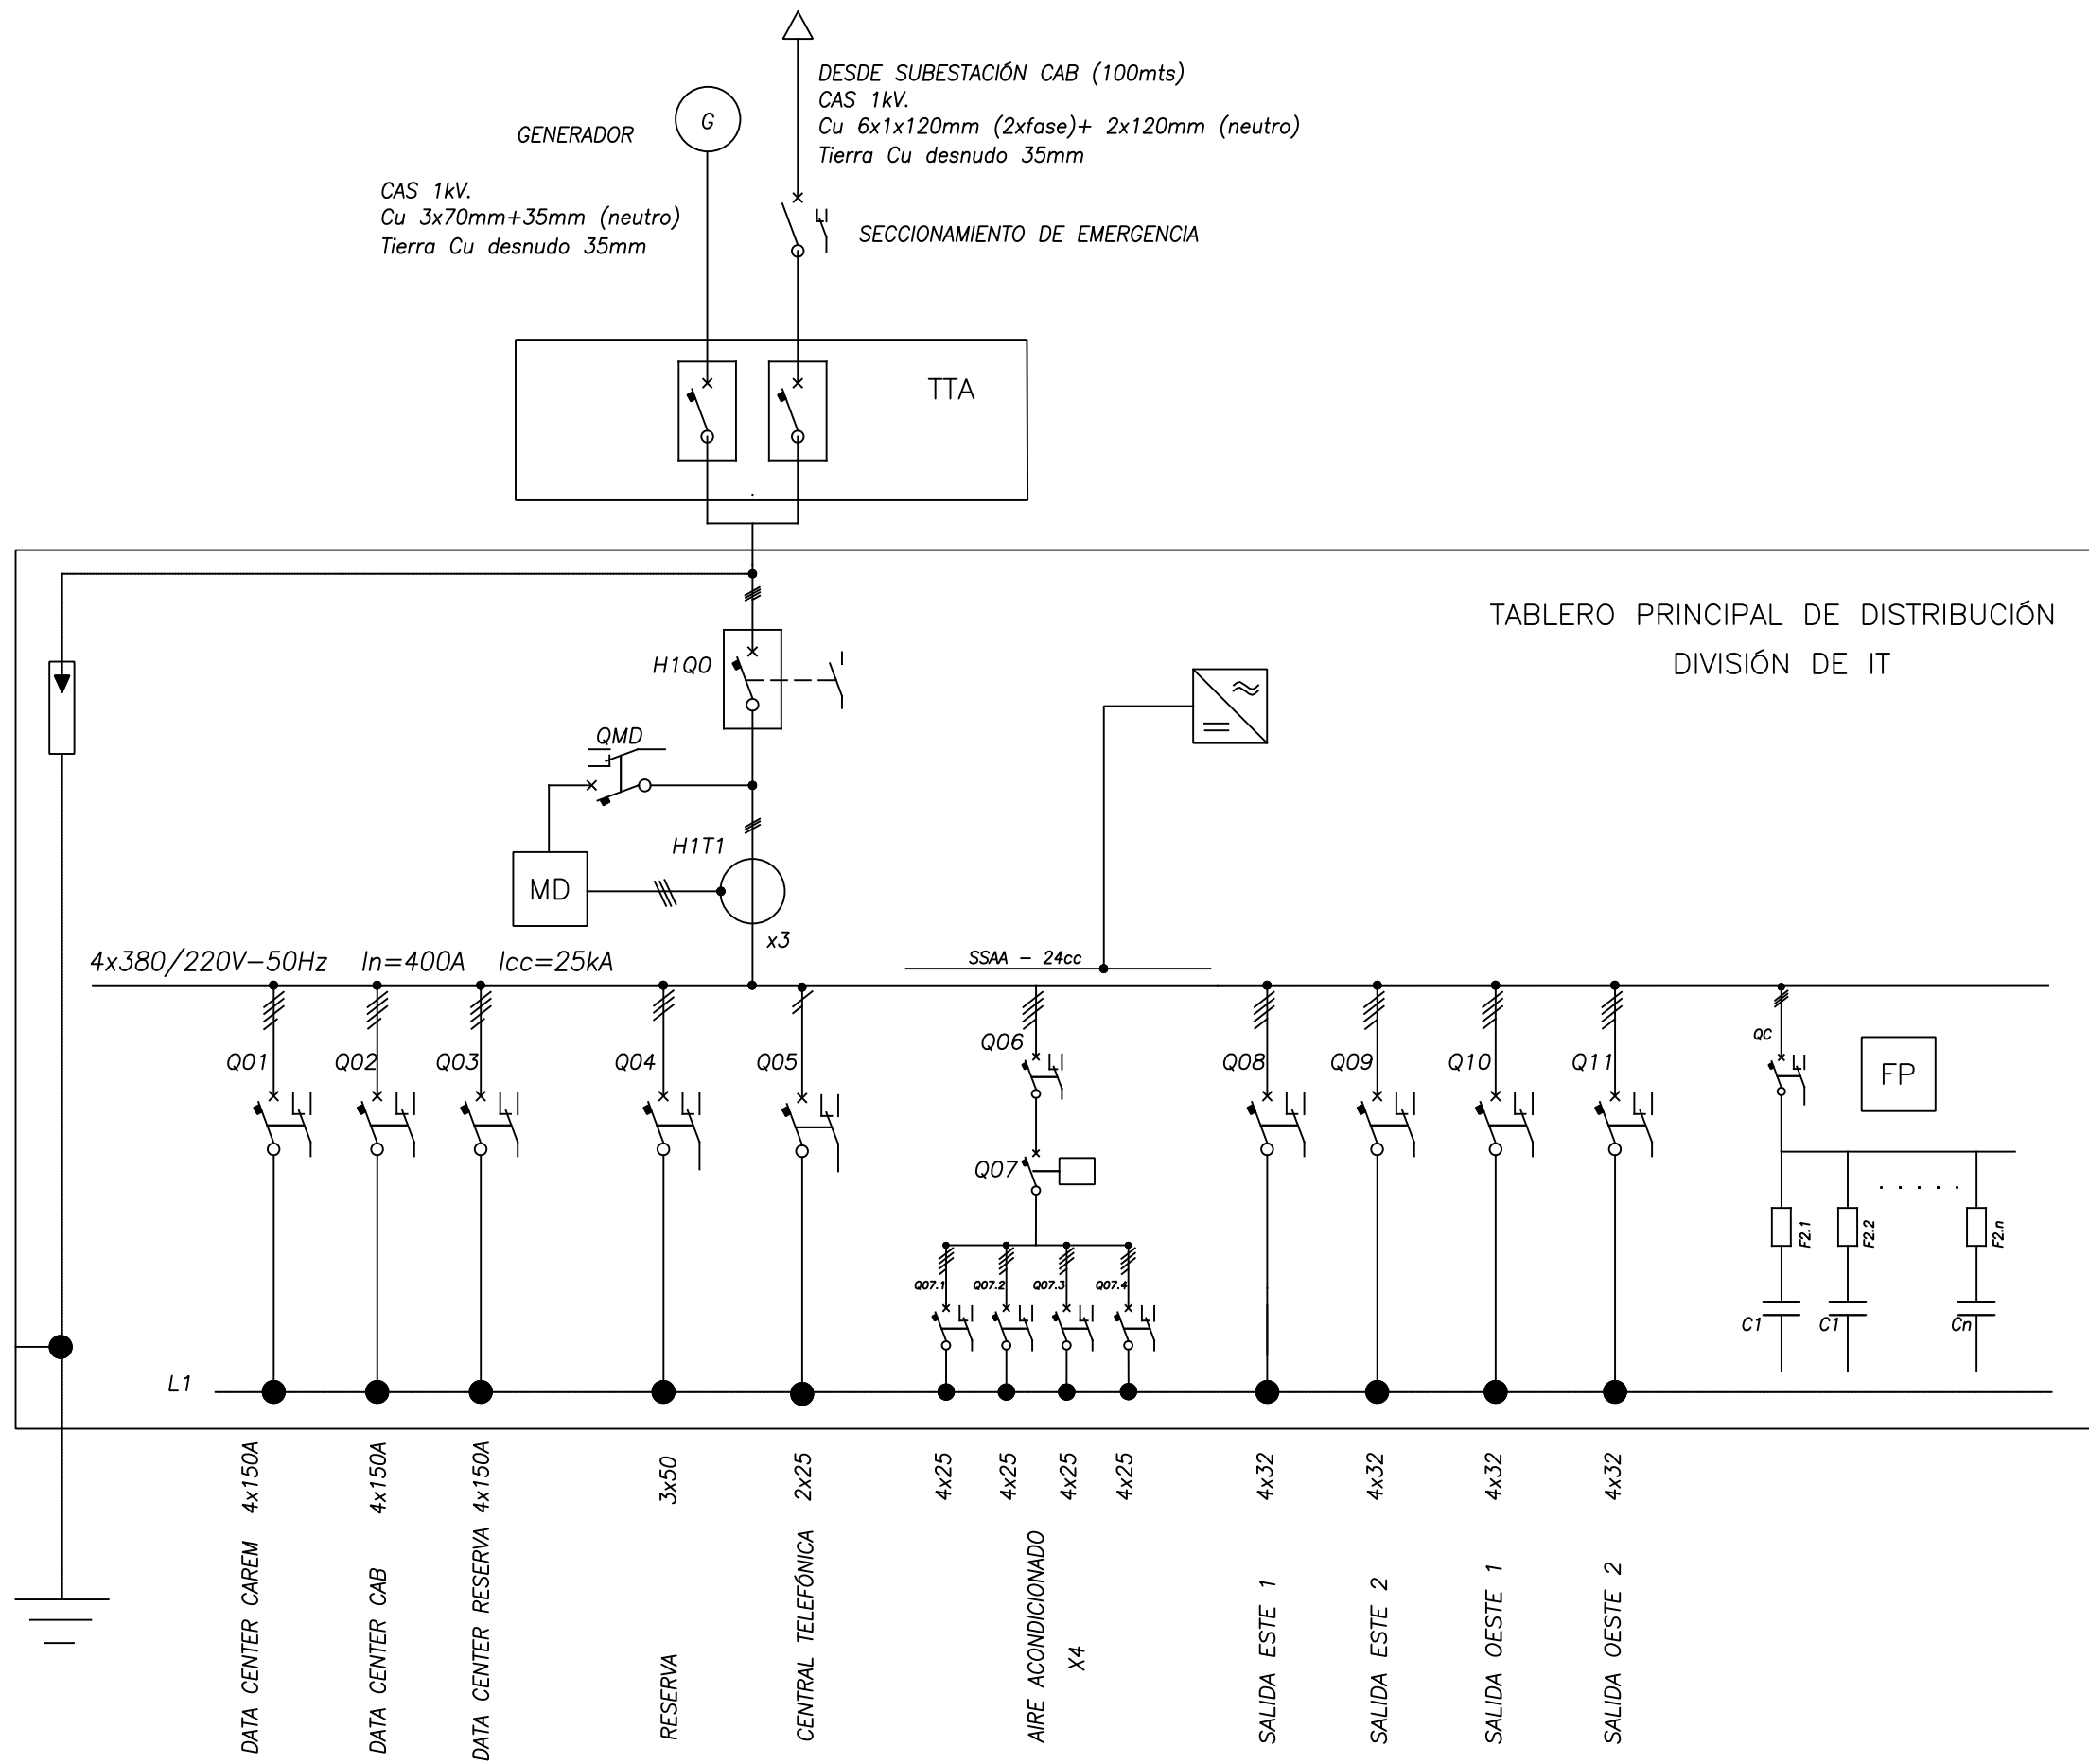 DESDE SUBESTACIÓN CAB (100mts)
CAS 1kV.
Cu 6x1x120mm (2xfase)+ 2x120mm (neutro)
Tierra Cu desnudo 35mm
G
GENERADOR
CAS 1kV.
Cu 3x70mm+35mm (neutro)
Tierra Cu desnudo 35mm
SECCIONAMIENTO DE EMERGENCIA
TTA
TABLERO PRINCIPAL DE DISTRIBUCIÓN
DIVISIÓN DE IT
H1Q0
QMD
H1T1
MD
x3
4x380/220V-50Hz In=400A Icc=25kA
SSAA - 24cc
Q01
Q02
Q03
Q04
Q05
Q06
Q07
Q08
Q09
Q10
Q11
QC
FP
Q07.1
Q07.2
Q07.3
Q07.4
F2.1
F2.2
. . . . .
F2.n
C1
C1
Cn
L1
DATA CENTER CAREM 4x150A
DATA CENTER CAB 4x150A
DATA CENTER RESERVA 4x150A
RESERVA 3x50
CENTRAL TELEFÓNICA 2x25
4x25
4x25
4x25
4x25
AIRE ACONDICIONADO
X4
SALIDA ESTE 1 4x32
SALIDA ESTE 2 4x32
SALIDA OESTE 1 4x32
SALIDA OESTE 2 4x32